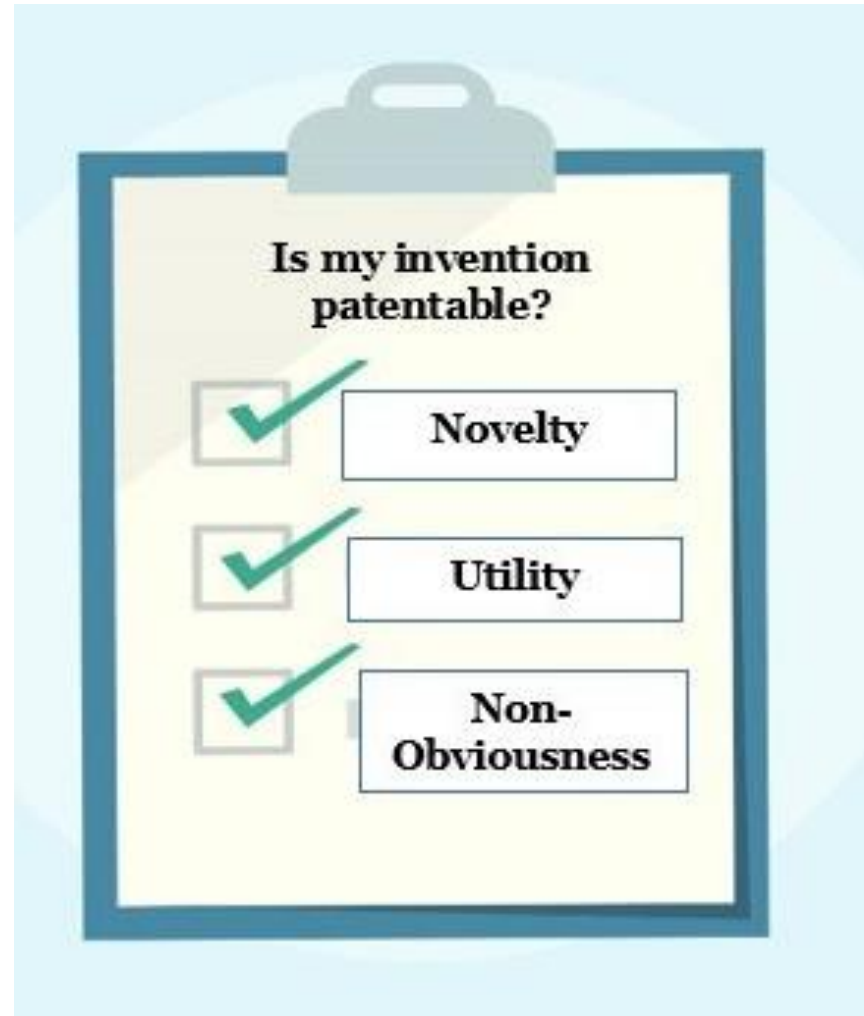 Is my invention
patentable?
Novelty
Utility
Non-
Obviousness